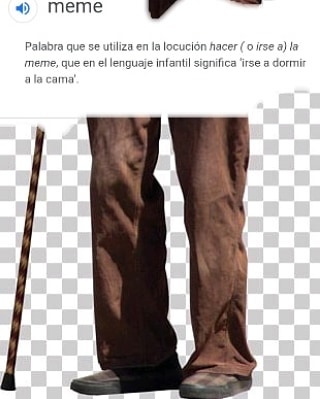 meme
Palabra que se utiliza en la locución hacer ( o irse a) la
meme, que en el lenguaje infantil significa 'irse a dormir
a la cama'.